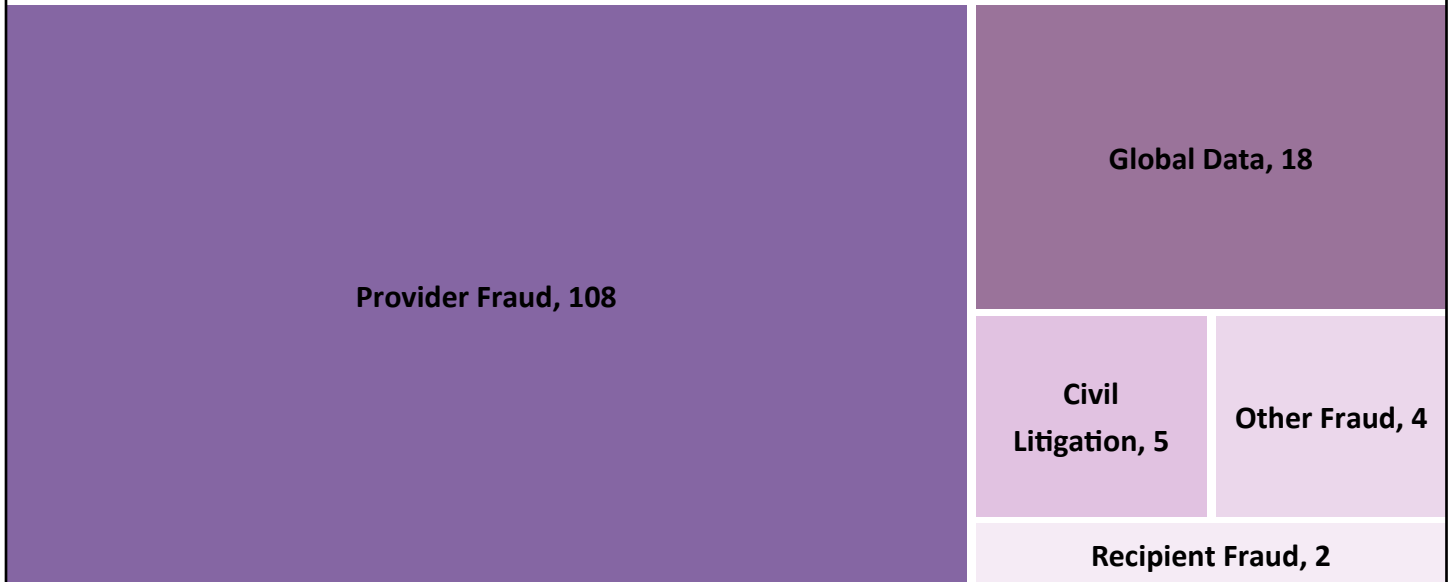 Provider Fraud, 108
Global Data, 18
Civil
Litigation, 5
Other Fraud, 4
Recipient Fraud, 2